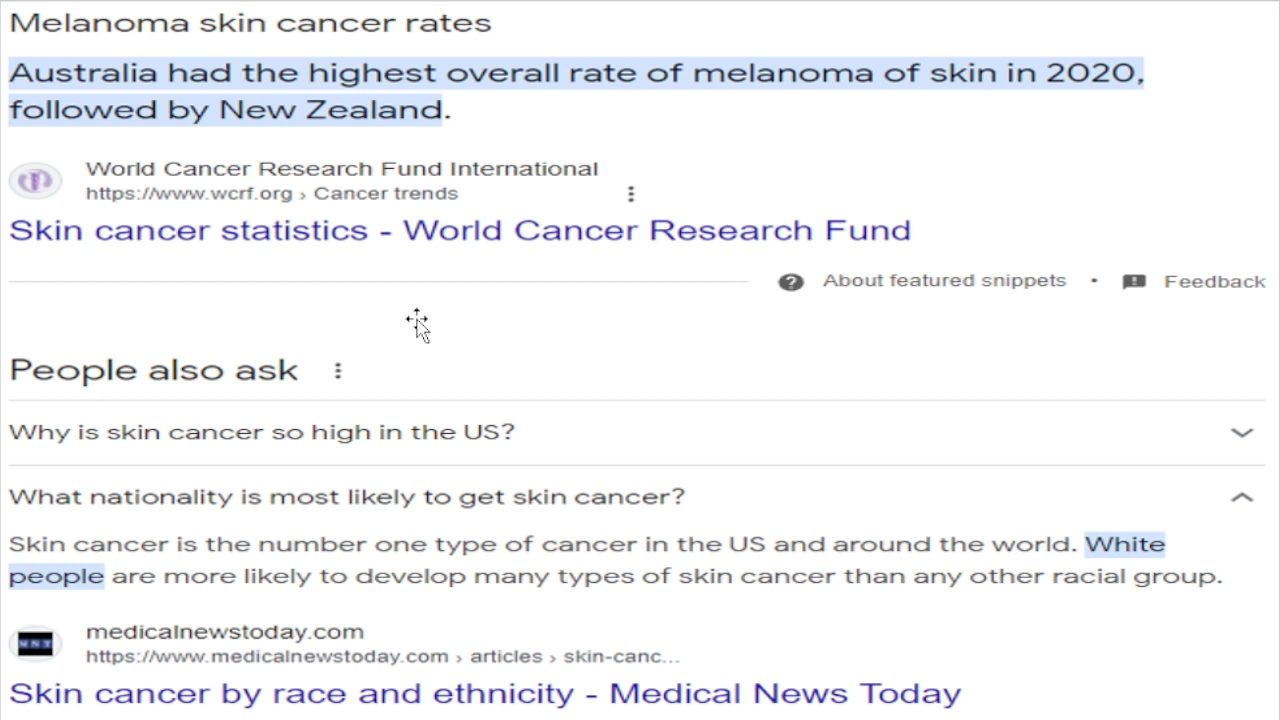 Melanoma skin cancer rates
Australia had the highest overall rate of melanoma of skin in 2020,
followed by New Zealand.
World Cancer Research Fund International
https://www.wcrf.org › Cancer trends
Skin cancer statistics - World Cancer Research Fund
About featured snippets • Feedback
People also ask
Why is skin cancer so high in the US?
What nationality is most likely to get skin cancer?
Skin cancer is the number one type of cancer in the US and around the world. White
people are more likely to develop many types of skin cancer than any other racial group.
MNT
medicalnewstoday.com
https://www.medicalnewstoday.com › articles › skin-canc...
Skin cancer by race and ethnicity - Medical News Today